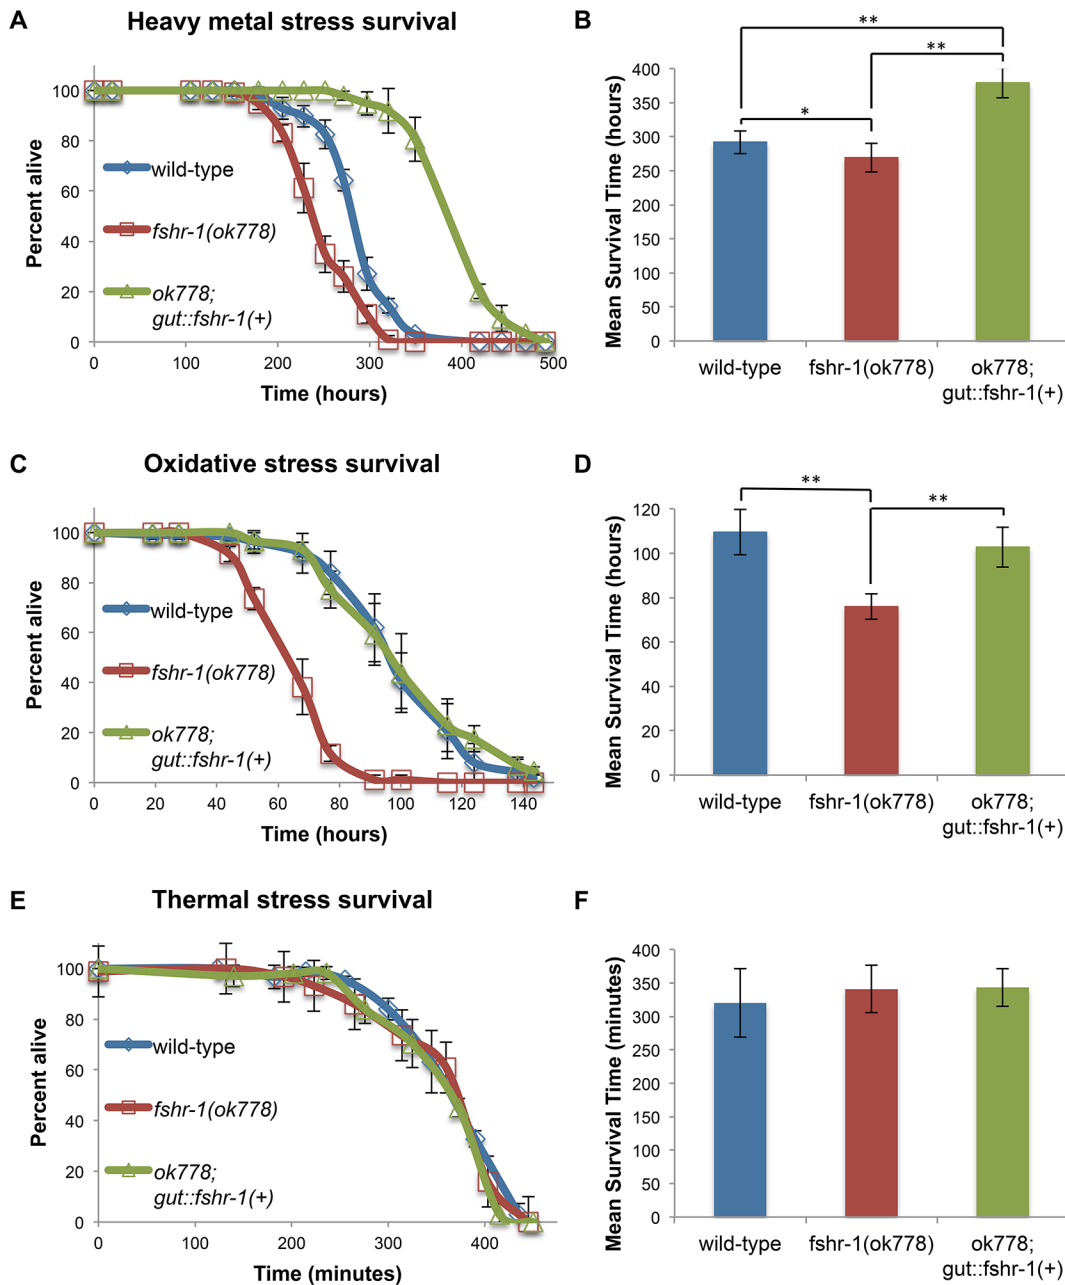 A
Heavy metal stress survival
Percent alive
100
80
60
40
20
0
wild-type
fshr-1(ok778)
ok778;
gut::fshr-1(+)
0 100 200 300 400 500
Time (hours)
B
Mean Survival Time (hours)
400
350
300
250
200
150
100
50
0
**
**
*
wild-type fshr-1(ok778) ok778;
gut::fshr-1(+)
C
Oxidative stress survival
Percent alive
100
80
60
40
20
0
wild-type
fshr-1(ok778)
ok778;
gut::fshr-1(+)
0 20 40 60 80 100 120 140
Time (hours)
D
Mean Survival Time (hours)
120
100
80
60
40
20
0
**
**
wild-type fshr-1(ok778) ok778;
gut::fshr-1(+)
E
Thermal stress survival
Percent alive
100
80
60
40
20
0
wild-type
fshr-1(ok778)
ok778;
gut::fshr-1(+)
0 100 200 300 400
Time (minutes)
F
Mean Survival Time (minutes)
400
350
300
250
200
150
100
50
0
wild-type fshr-1(ok778) ok778;
gut::fshr-1(+)